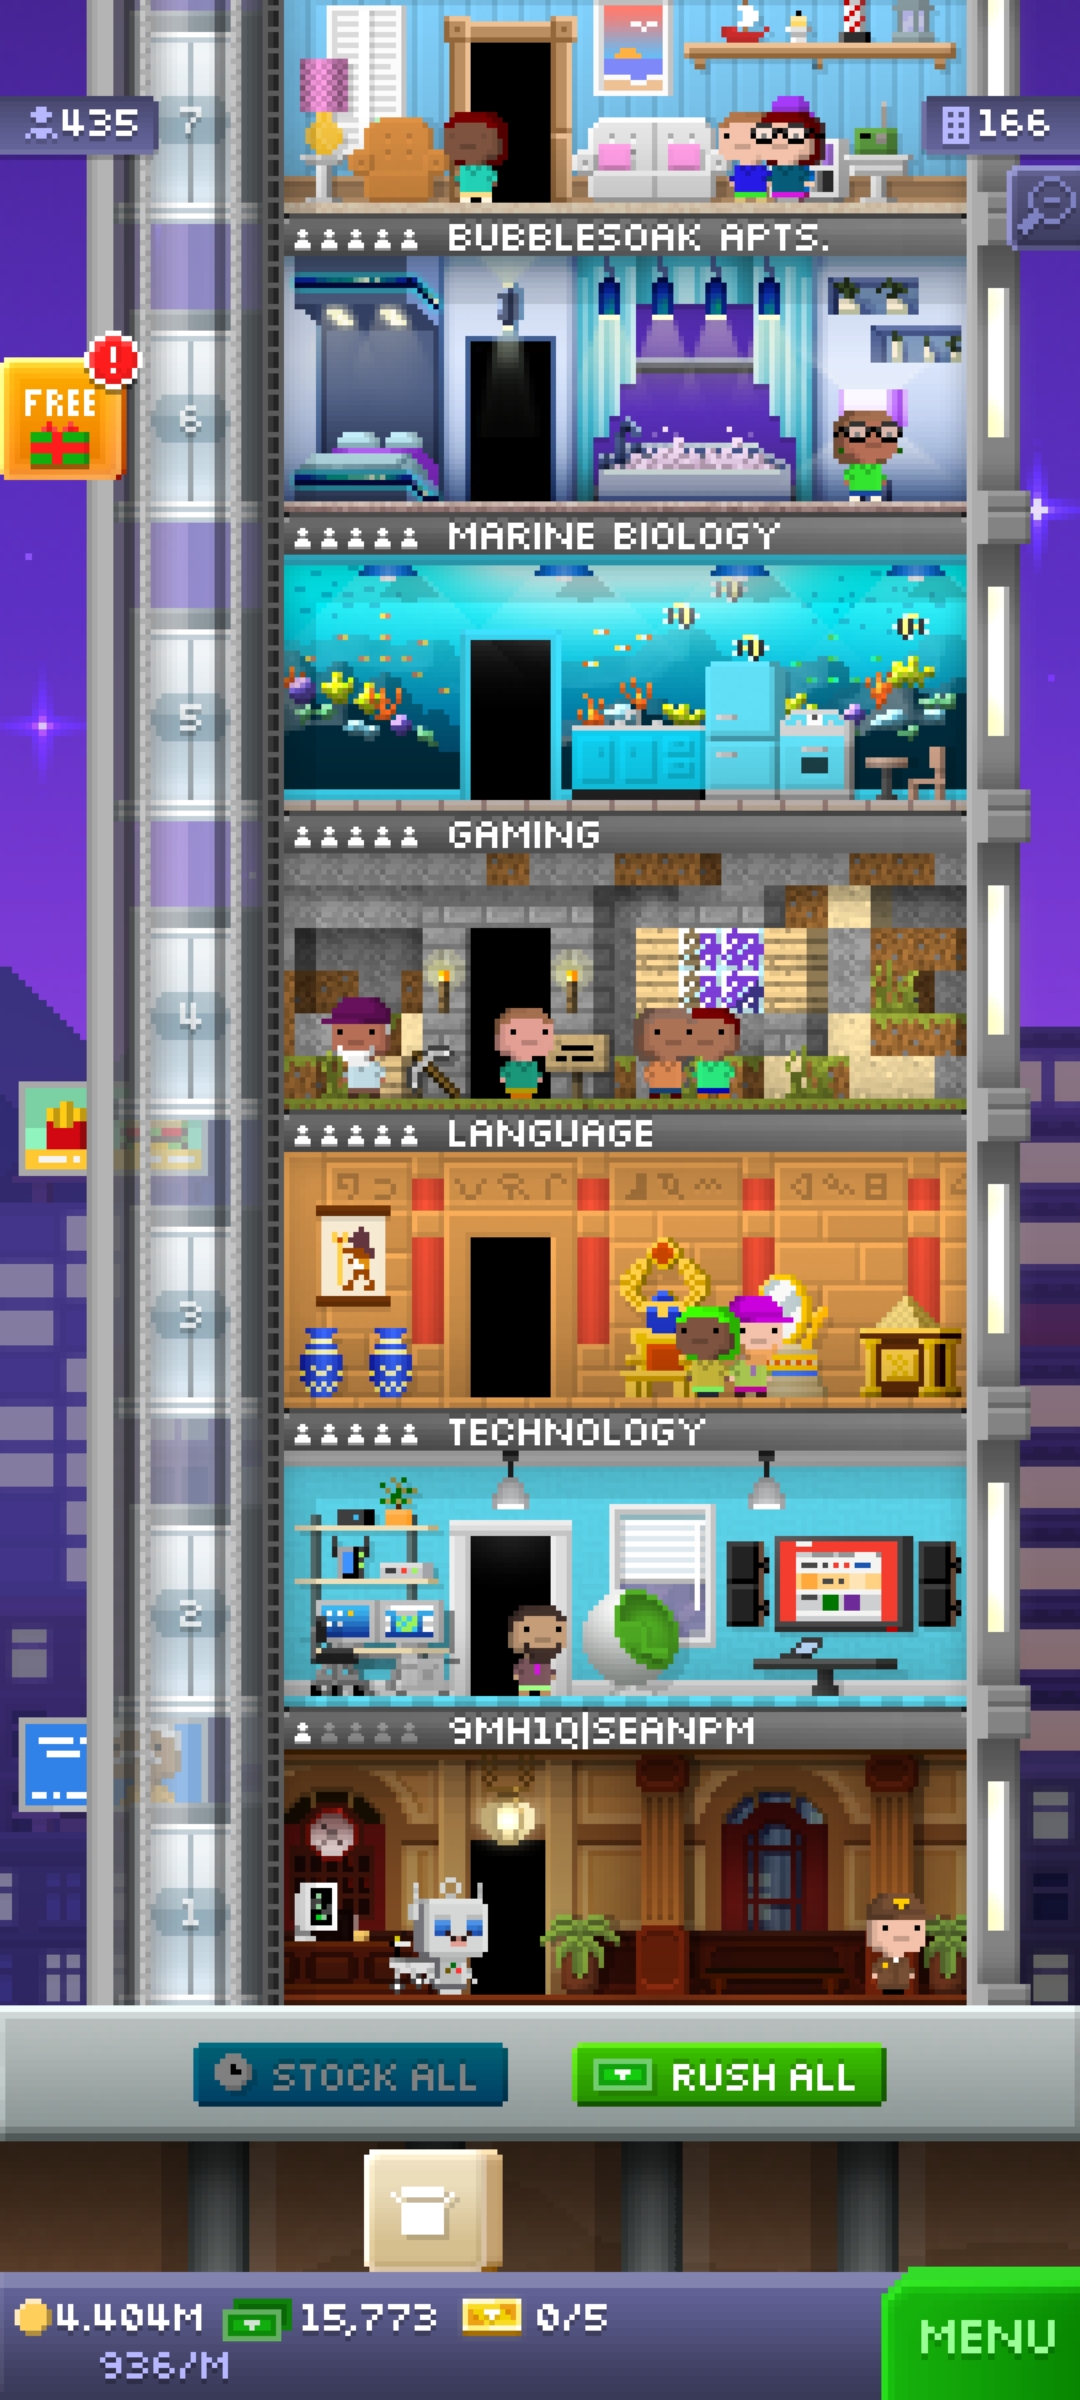 7
435
166
BUBBLESOAK APTS.
FREE
!
6
MARINE BIOLOGY
5
GAMING
4
LANGUAGE
3
TECHNOLOGY
2
9MH1Q|SEANPM
1
STOCK ALL
RUSH ALL
4.404M
15,773
0/5
936/M
MENU